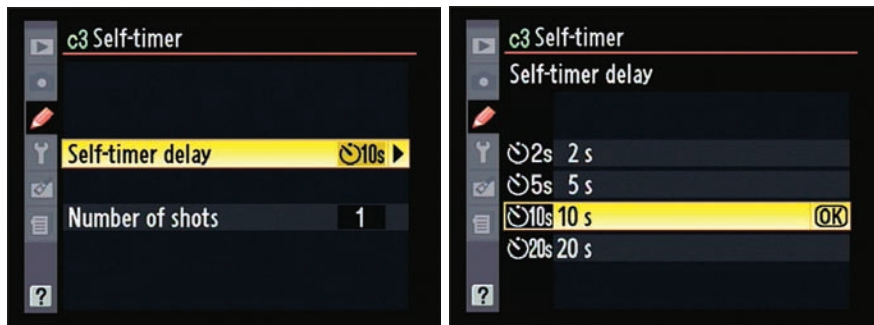 c3 Self-timer
Self-timer delay 10s
Number of shots 1
?
c3 Self-timer
Self-timer delay
2s 2 s
5s 5 s
10s 10 s OK
20s 20 s
?